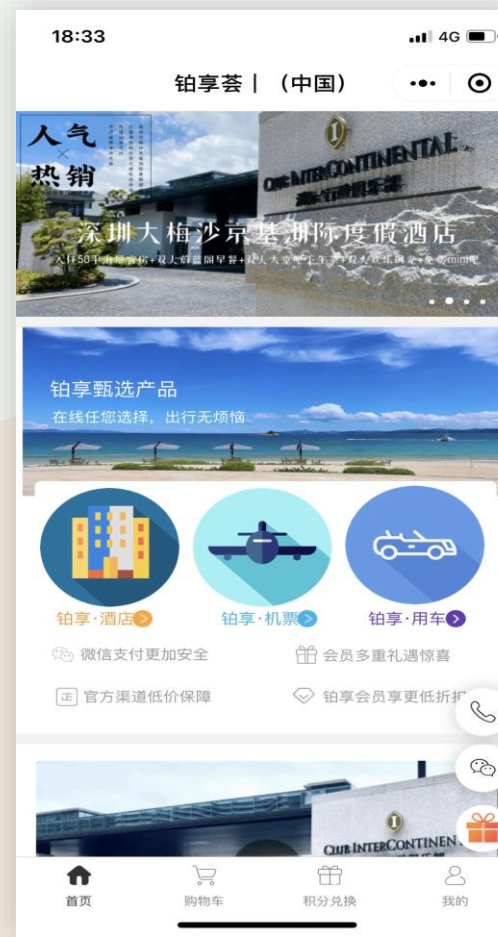 18:33
4G
铂享荟 | （中国）
人气
×
热销
CLUB INTERCONTINENTAL
深圳大梅沙京基洲际度假酒店
铂享甄选产品
在线任您选择，出行无烦恼
铂享·酒店 铂享·机票 铂享·用车
微信支付更加安全 会员多重礼遇惊喜
官方渠道低价保障 铂享会员享更低折扣
CLUB INTERCONTINEN
首页 购物车 积分兑换 我的